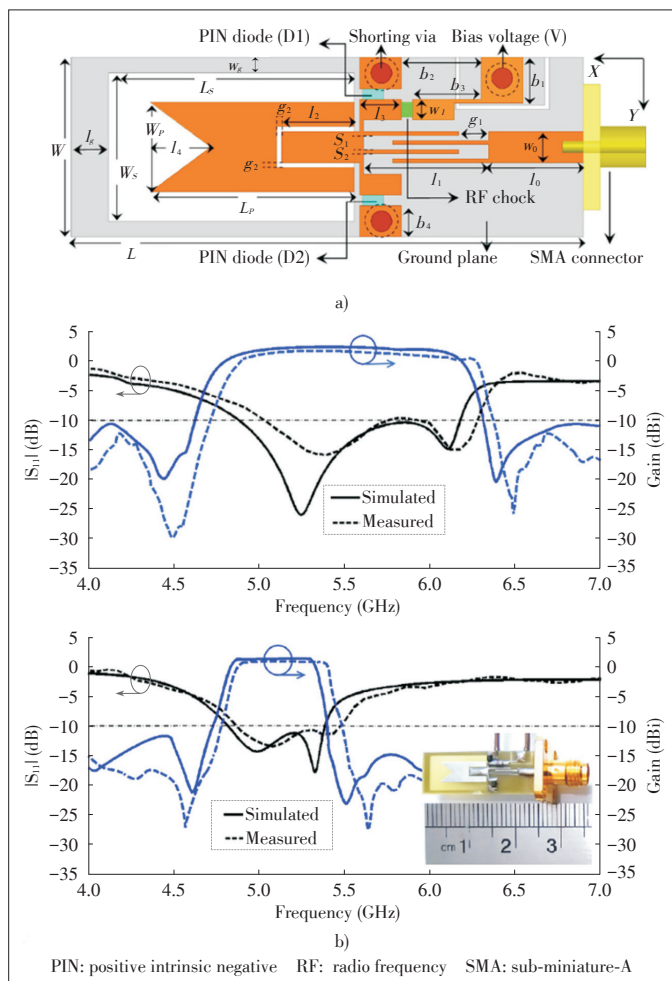 PIN diode (D1) Shorting via Bias voltage (V)
X
Y
W
w_g
L_S
l_g
W_P
W_S
l_4
g_2
l_2
g_2
L_P
L
l_3
b_2
b_3
b_1
w_1
g_1
S_1
S_2
w_0
l_1
l_0
b_4
RF chock
PIN diode (D2) Ground plane SMA connector
a)
5
0
−5
−10
−15
−20
−25
−30
−35
|S11| (dB)
5
0
−5
−10
−15
−20
−25
−30
−35
Gain (dBi)
Simulated
Measured
4.0 4.5 5.0 5.5 6.0 6.5 7.0
Frequency (GHz)
5
0
−5
−10
−15
−20
−25
−30
−35
|S11| (dB)
5
0
−5
−10
−15
−20
−25
−30
−35
Gain (dBi)
Simulated
Measured
cm 1 2 3
4.0 4.5 5.0 5.5 6.0 6.5 7.0
Frequency (GHz)
b)
PIN: positive intrinsic negative RF: radio frequency SMA: sub-miniature-A